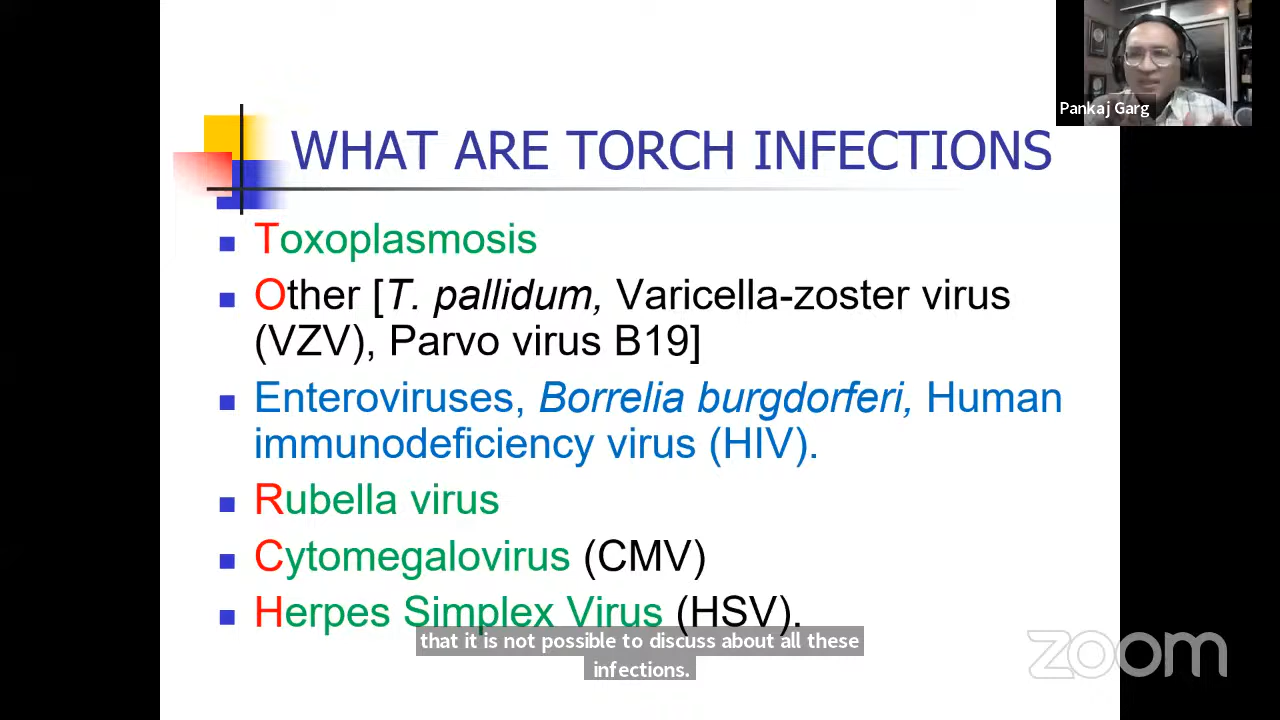 Pankaj Garg
WHAT ARE TORCH INFECTIONS
Toxoplasmosis
Other [T. pallidum, Varicella-zoster virus
(VZV), Parvo virus B19]
Enteroviruses, Borrelia burgdorferi, Human
immunodeficiency virus (HIV).
Rubella virus
Cytomegalovirus (CMV)
Herpes Simplex Virus (HSV).
that it is not possible to discuss about all these
infections.
zoom